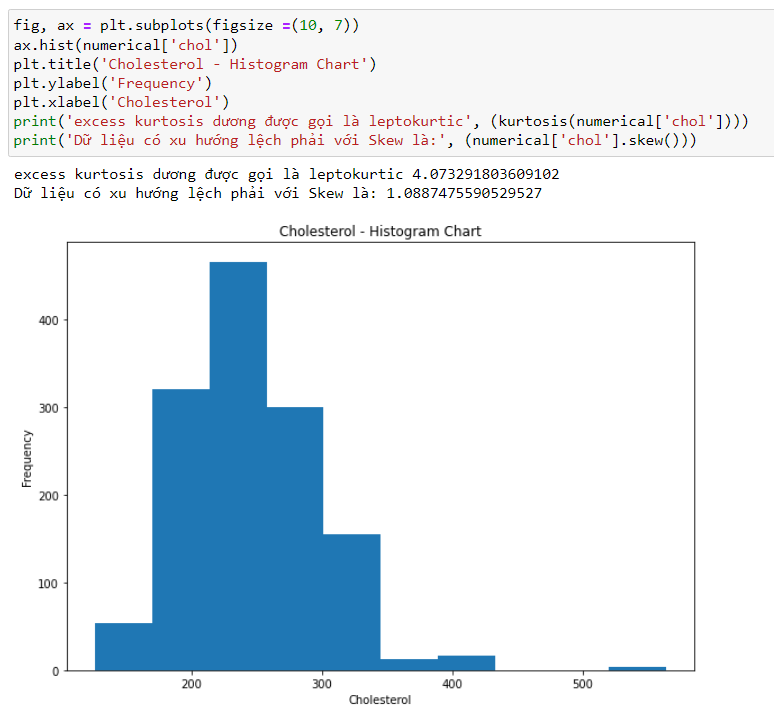 fig, ax = plt.subplots(figsize =(10, 7))
ax.hist(numerical['chol'])
plt.title('Cholesterol - Histogram Chart')
plt.ylabel('Frequency')
plt.xlabel('Cholesterol')
print('excess kurtosis dương được gọi là leptokurtic', (kurtosis(numerical['chol'])))
print('Dữ liệu có xu hướng lệch phải với Skew là:', (numerical['chol'].skew()))
excess kurtosis dương được gọi là leptokurtic 4.073291803609102
Dữ liệu có xu hướng lệch phải với Skew là: 1.0887475590529527
Cholesterol - Histogram Chart
400
300
200
100
0
Frequency
200 300 400 500
Cholesterol